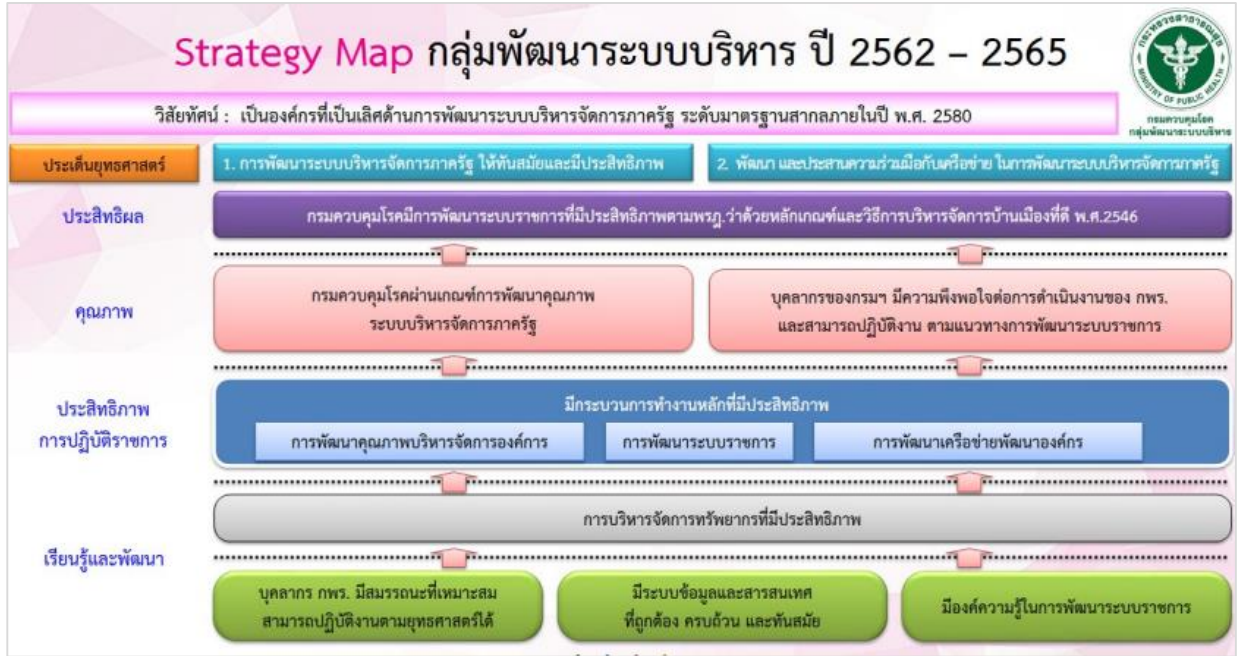 Strategy Map กลุ่มพัฒนาระบบบริหาร ปี 2562 – 2565
กระทรวงสาธารณสุข
MINISTRY OF PUBLIC HEALTH
กรมควบคุมโรค
กลุ่มพัฒนาระบบบริหาร
วิสัยทัศน์ : เป็นองค์กรที่เป็นเลิศด้านการพัฒนาระบบบริหารจัดการภาครัฐ ระดับมาตรฐานสากลภายในปี พ.ศ. 2580
ประเด็นยุทธศาสตร์
1. การพัฒนาระบบบริหารจัดการภาครัฐ ให้ทันสมัยและมีประสิทธิภาพ
2. พัฒนา และประสานความร่วมมือกับเครือข่าย ในการพัฒนาระบบบริหารจัดการภาครัฐ
ประสิทธิผล
กรมควบคุมโรคมีการพัฒนาระบบราชการที่มีประสิทธิภาพตามพรฎ.ว่าด้วยหลักเกณฑ์และวิธีการบริหารจัดการบ้านเมืองที่ดี พ.ศ.2546
คุณภาพ
กรมควบคุมโรคผ่านเกณฑ์การพัฒนาคุณภาพ
ระบบบริหารจัดการภาครัฐ
บุคลากรของกรมฯ มีความพึงพอใจต่อการดำเนินงานของ กพร.
และสามารถปฏิบัติงาน ตามแนวทางการพัฒนาระบบราชการ
ประสิทธิภาพ
การปฏิบัติราชการ
มีกระบวนการทำงานหลักที่มีประสิทธิภาพ
การพัฒนาคุณภาพบริหารจัดการองค์การ
การพัฒนาระบบราชการ
การพัฒนาเครือข่ายพัฒนาองค์กร
การบริหารจัดการทรัพยากรที่มีประสิทธิภาพ
เรียนรู้และพัฒนา
บุคลากร กพร. มีสมรรถนะที่เหมาะสม
สามารถปฏิบัติงานตามยุทธศาสตร์ได้
มีระบบข้อมูลและสารสนเทศ
ที่ถูกต้อง ครบถ้วน และทันสมัย
มีองค์ความรู้ในการพัฒนาระบบราชการ